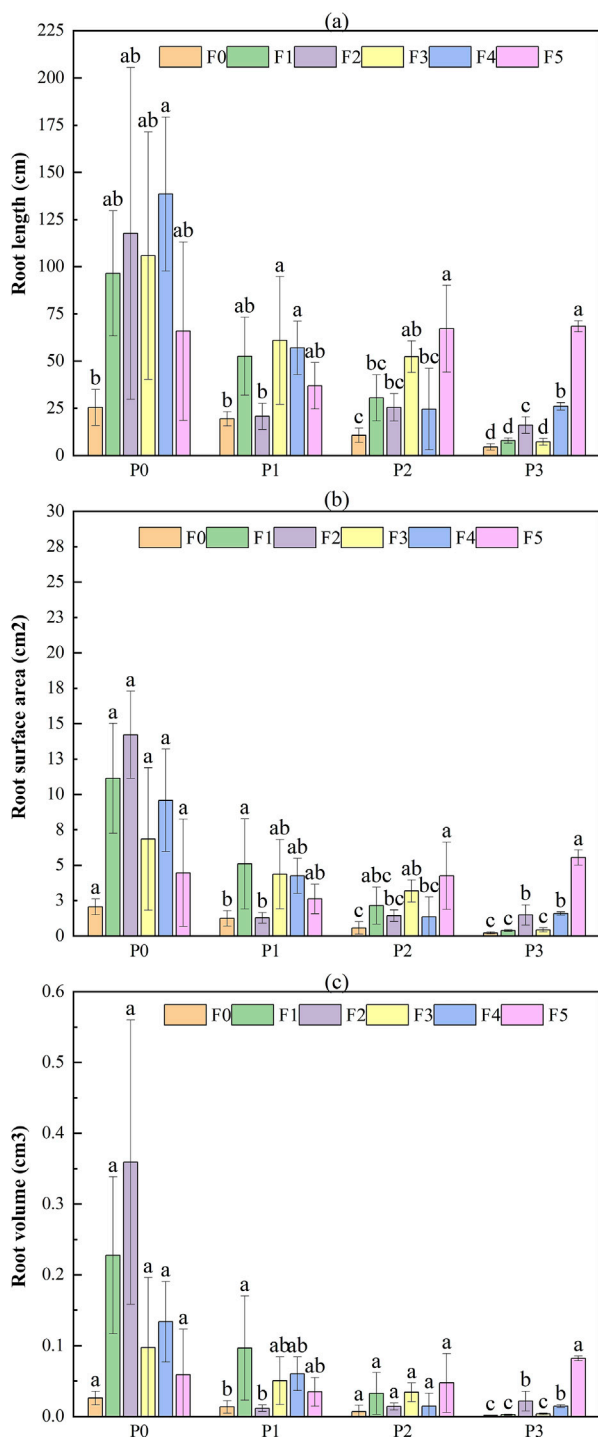 (a)
225
200
175
150
125
100
75
50
25
0
Root length (cm)
F0 F1 F2 F3 F4 F5
b ab ab ab a ab
b ab b a a ab
c bc bc ab bc a
d d c d b a
P0 P1 P2 P3
(b)
30
28
25
23
20
18
15
13
10
8
5
3
0
Root surface area (cm2)
F0 F1 F2 F3 F4 F5
a a a a a a
b a b ab ab ab
c abc bc ab bc a
c c b c b a
P0 P1 P2 P3
(c)
0.6
0.5
0.4
0.3
0.2
0.1
0.0
Root volume (cm3)
F0 F1 F2 F3 F4 F5
a a a a a a
b a b ab ab ab
a a a a a a
c c b c b a
P0 P1 P2 P3